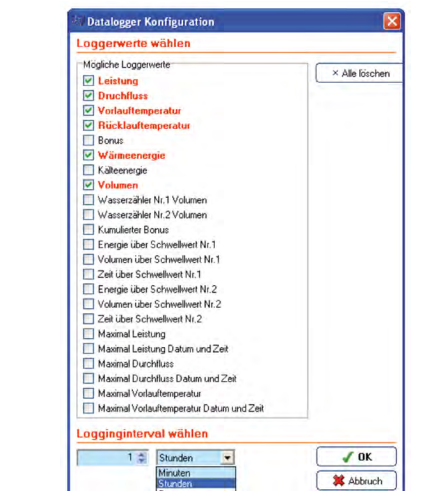 Datalogger Konfiguration
Loggerwerte wählen
Mögliche Loggerwerte
× Alle löschen
Leistung
Druchfluss
Vorlauftemperatur
Rücklauftemperatur
Bonus
Wärmeenergie
Kälteenergie
Volumen
Wasserzähler Nr.1 Volumen
Wasserzähler Nr.2 Volumen
Kumulierter Bonus
Energie über Schwellwert Nr.1
Volumen über Schwellwert Nr.1
Zeit über Schwellwert Nr.1
Energie über Schwellwert Nr.2
Volumen über Schwellwert Nr.2
Zeit über Schwellwert Nr.2
Maximal Leistung
Maximal Leistung Datum und Zeit
Maximal Durchfluss
Maximal Durchfluss Datum und Zeit
Maximal Vorlauftemperatur
Maximal Vorlauftemperatur Datum und Zeit
Logginginterval wählen
1 Stunden
OK
Minuten
Stunden
Abbruch